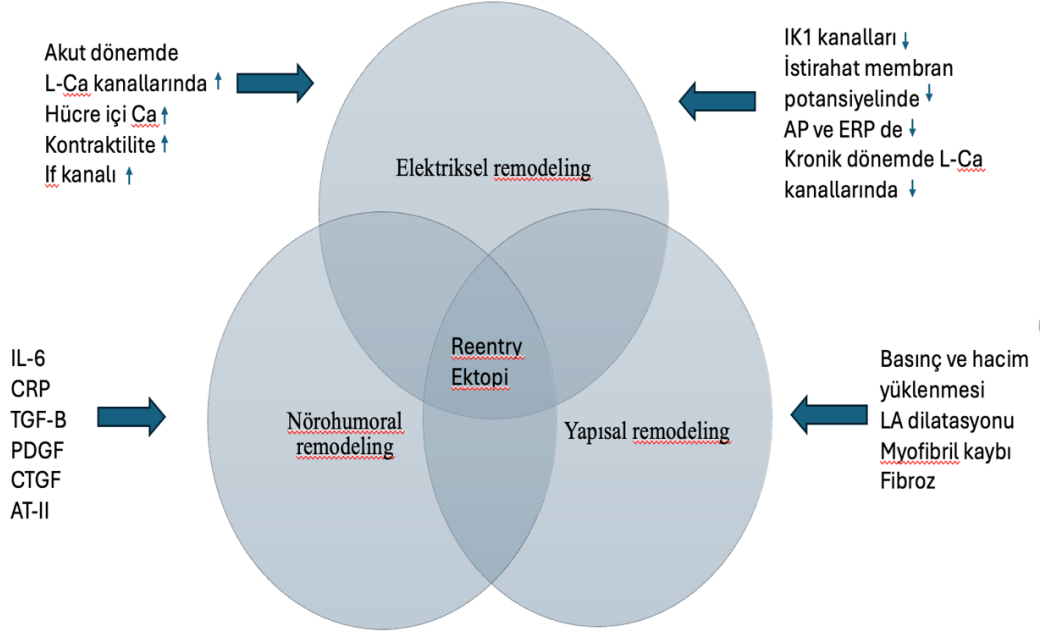 Akut dönemde
L-Ca kanallarında ↑
Hücre içi Ca ↑
Kontraktilite ↑
If kanalı ↑
IK1 kanalları ↓
İstirahat membran
potansiyelinde ↓
AP ve ERP de ↓
Kronik dönemde L-Ca
kanallarında ↓
Elektriksel remodeling
Reentry
Ektopi
IL-6
CRP
TGF-B
PDGF
CTGF
AT-II
Nörohumoral
remodeling
Yapısal remodeling
Basınç ve hacim
yüklenmesi
LA dilatasyonu
Myofibril kaybı
Fibroz